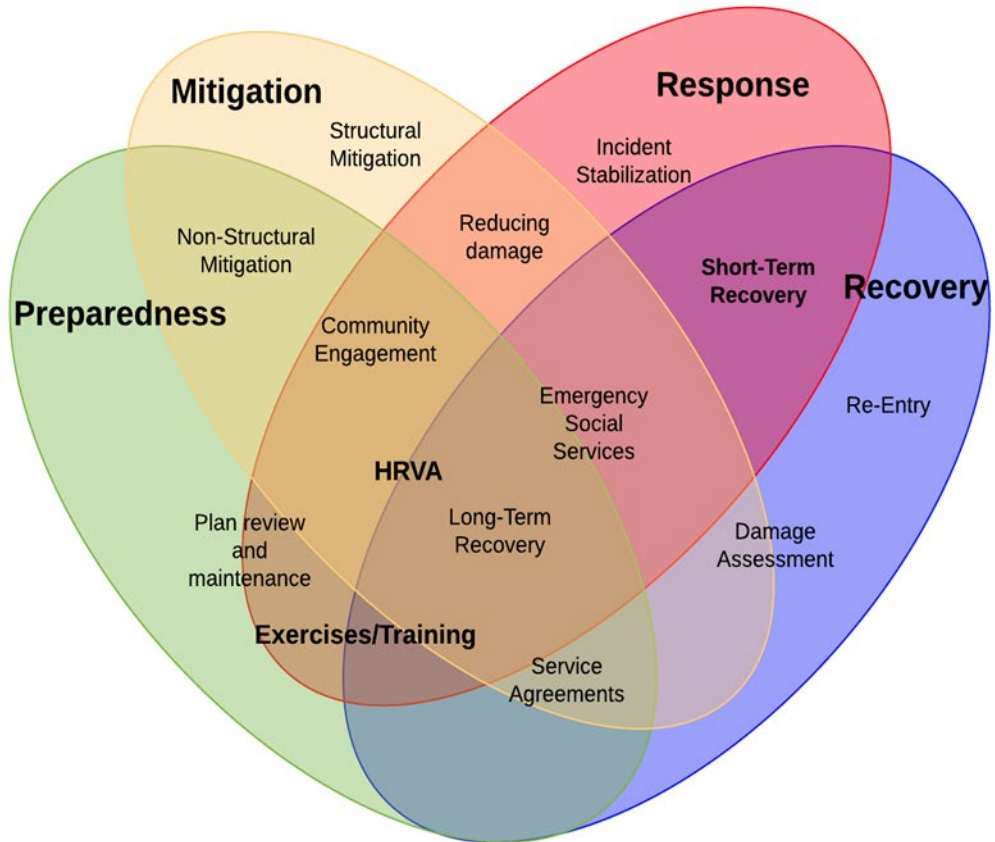 Mitigation
Response
Structural
Mitigation
Incident
Stabilization
Non-Structural
Mitigation
Reducing
damage
Short-Term
Recovery
Recovery
Preparedness
Community
Engagement
Emergency
Social
Services
Re-Entry
HRVA
Long-Term
Recovery
Plan review
and
maintenance
Damage
Assessment
Exercises/Training
Service
Agreements